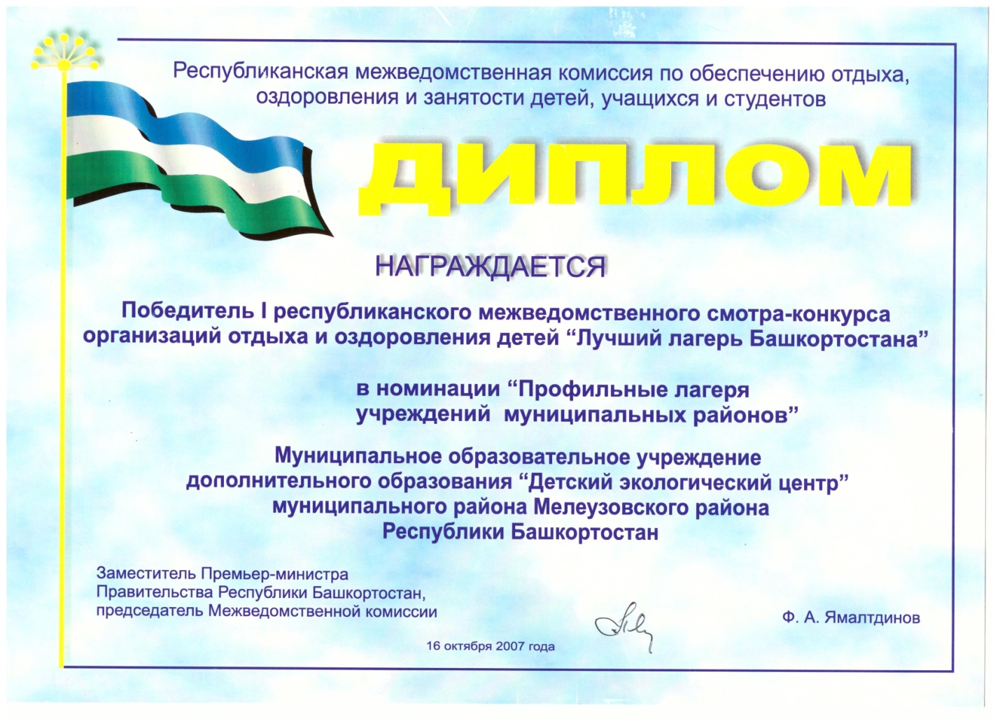 Республиканская межведомственная комиссия по обеспечению отдыха,
оздоровления и занятости детей, учащихся и студентов
ДИПЛОМ
НАГРАЖДАЕТСЯ
Победитель I республиканского межведомственного смотра-конкурса
организаций отдыха и оздоровления детей “Лучший лагерь Башкортостана”
в номинации “Профильные лагеря
учреждений муниципальных районов”
Муниципальное образовательное учреждение
дополнительного образования “Детский экологический центр”
муниципального района Мелеузовского района
Республики Башкортостан
Заместитель Премьер-министра
Правительства Республики Башкортостан,
председатель Межведомственной комиссии
Ф. А. Ямалтдинов
16 октября 2007 года